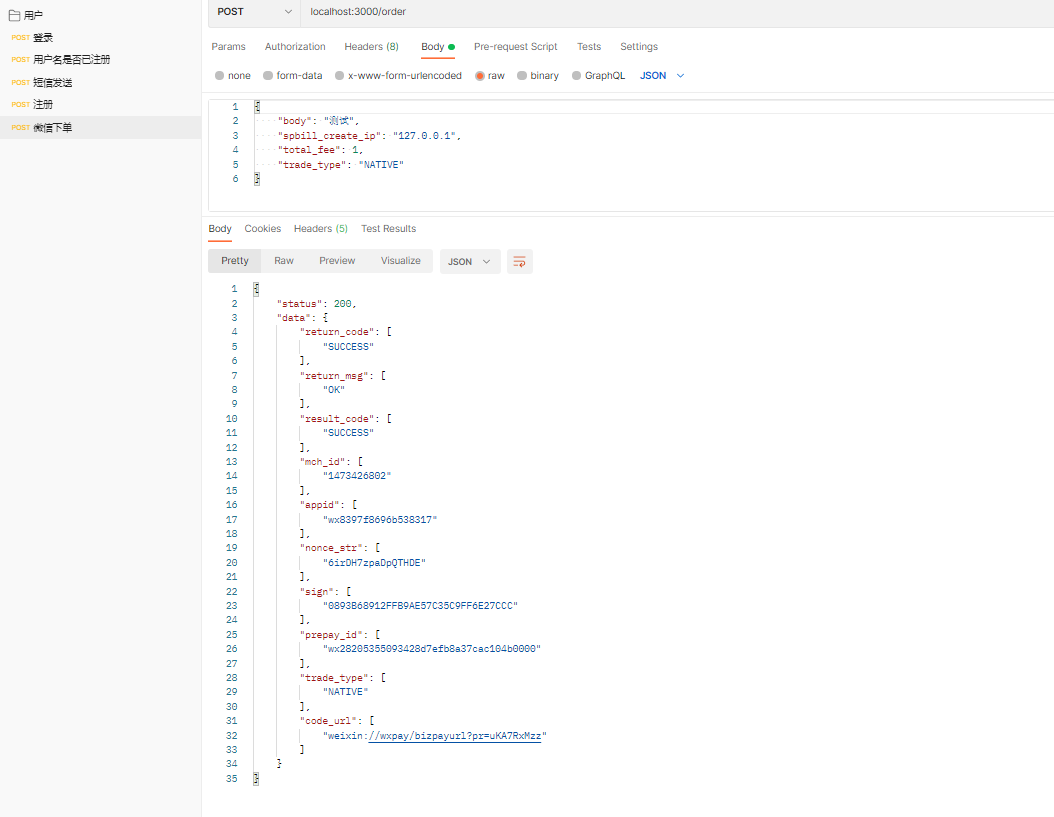 用户
POST 登录
POST 用户名是否已注册
POST 短信发送
POST 注册
POST 微信下单
POST localhost:3000/order
Params Authorization Headers (8) Body Pre-request Script Tests Settings
none form-data x-www-form-urlencoded raw binary GraphQL JSON
1 {
2 "body": "测试",
3 "spbill_create_ip": "127.0.0.1",
4 "total_fee": 1,
5 "trade_type": "NATIVE"
6 }
Body Cookies Headers (5) Test Results
Pretty Raw Preview Visualize JSON
1 {
2 "status": 200,
3 "data": {
4 "return_code": [
5 "SUCCESS"
6 ],
7 "return_msg": [
8 "OK"
9 ],
10 "result_code": [
11 "SUCCESS"
12 ],
13 "mch_id": [
14 "1473426802"
15 ],
16 "appid": [
17 "wx8397f8696b538317"
18 ],
19 "nonce_str": [
20 "6irDH7zpaDpQTHDE"
21 ],
22 "sign": [
23 "0893B68912FFB9AE57C35C9FF6E27CCC"
24 ],
25 "prepay_id": [
26 "wx28205355093428d7efb8a37cac104b0000"
27 ],
28 "trade_type": [
29 "NATIVE"
30 ],
31 "code_url": [
32 "weixin://wxpay/bizpayurl?pr=uKA7RxMzz"
33 ]
34 }
35 }